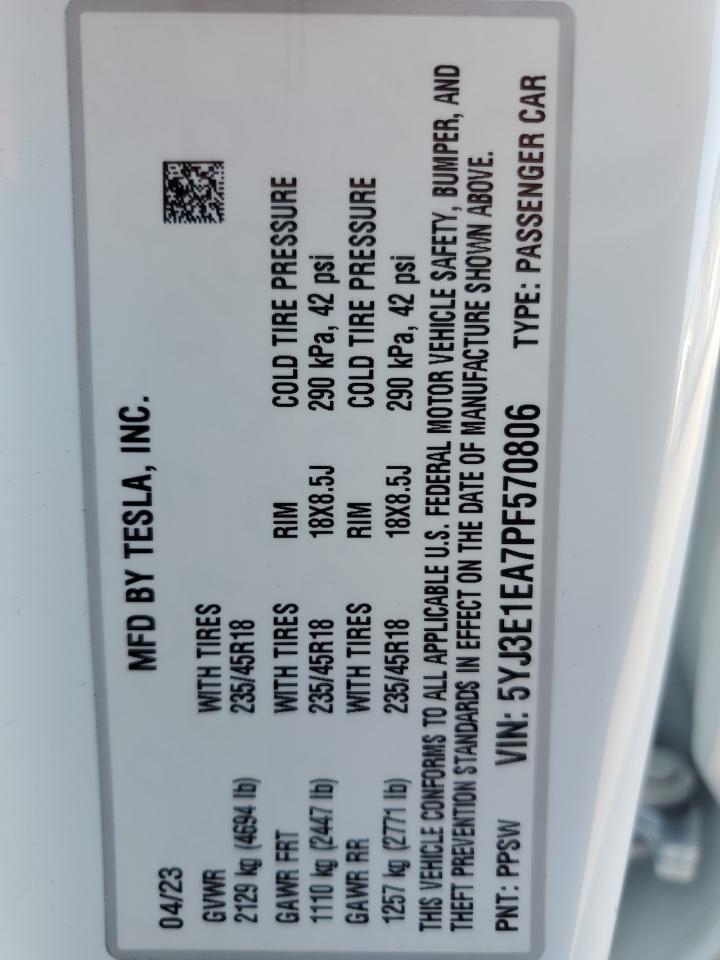 MFD BY TESLA, INC.
04/23
GVWR WITH TIRES
2129 kg (4694 lb) 235/45R18
GAWR FRT WITH TIRES RIM COLD TIRE PRESSURE
1110 kg (2447 lb) 235/45R18 18X8.5J 290 kPa, 42 psi
GAWR RR WITH TIRES RIM COLD TIRE PRESSURE
1257 kg (2771 lb) 235/45R18 18X8.5J 290 kPa, 42 psi
THIS VEHICLE CONFORMS TO ALL APPLICABLE U.S. FEDERAL MOTOR VEHICLE SAFETY, BUMPER, AND
THEFT PREVENTION STANDARDS IN EFFECT ON THE DATE OF MANUFACTURE SHOWN ABOVE.
PNT: PPSW VIN: 5YJ3E1EA7PF570806 TYPE: PASSENGER CAR